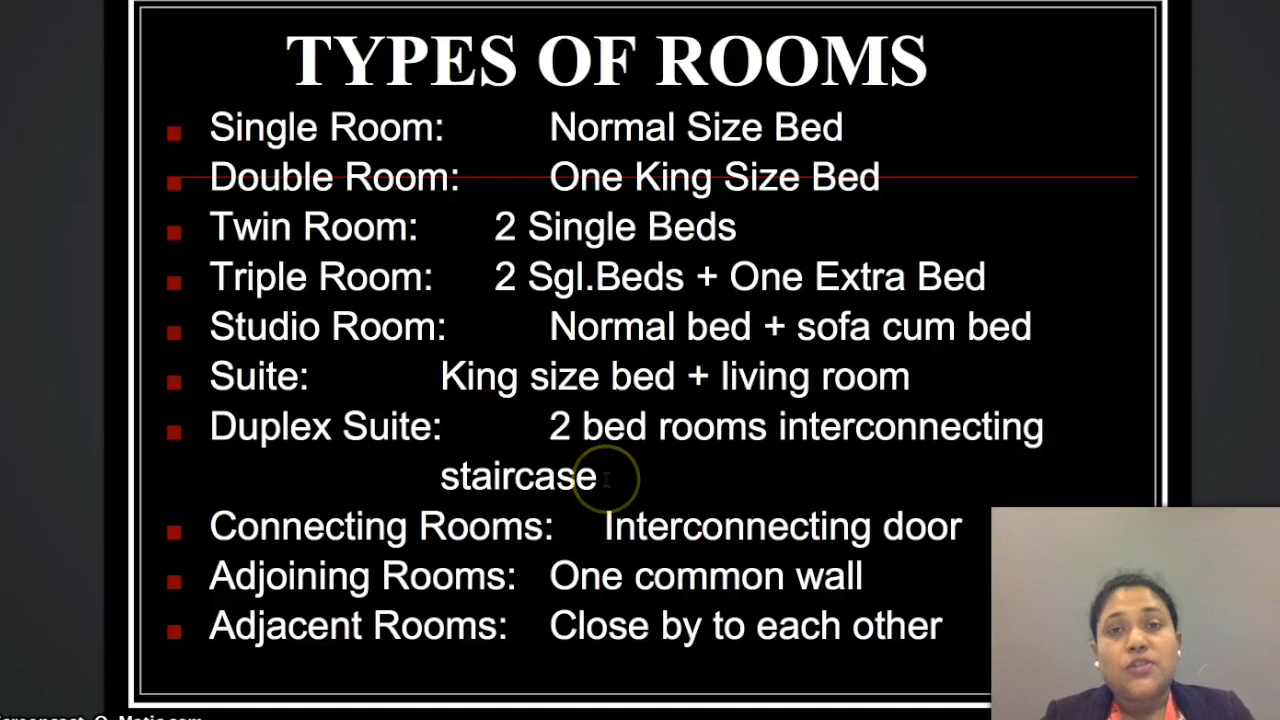 TYPES OF ROOMS
Single Room: Normal Size Bed
Double Room: One King Size Bed
Twin Room: 2 Single Beds
Triple Room: 2 Sgl.Beds + One Extra Bed
Studio Room: Normal bed + sofa cum bed
Suite: King size bed + living room
Duplex Suite: 2 bed rooms interconnecting
staircase
Connecting Rooms: Interconnecting door
Adjoining Rooms: One common wall
Adjacent Rooms: Close by to each other